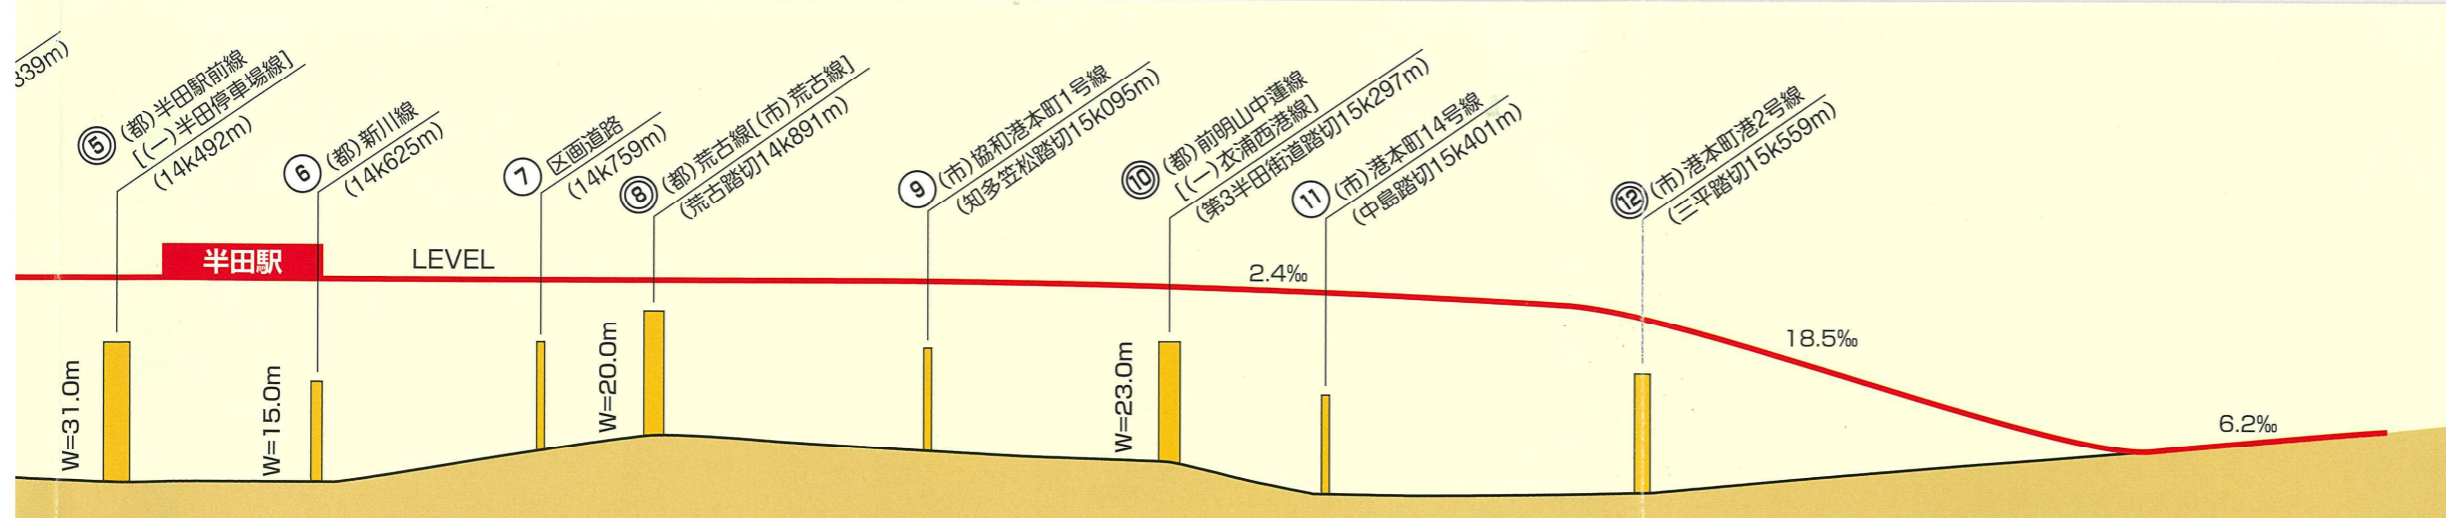 339m)
⑤ (都)半田駅前線
[(一)半田停車場線]
(14k492m)
⑥ (都)新川線
(14k625m)
⑦ 区画道路
(14k759m)
⑧ (都)荒古線[(市)荒古線]
(荒古踏切14k891m)
⑨ (市)協和港本町1号線
(知多笠松踏切15k095m)
⑩ (都)前明山中蓮線
[(一)衣浦西港線]
(第3半田街道踏切15k297m)
⑪ (市)港本町14号線
(中島踏切15k401m)
⑫ (市)港本町港2号線
(三平踏切15k559m)
半田駅
LEVEL
2.4‰
18.5‰
6.2‰
W=31.0m
W=15.0m
W=20.0m
W=23.0m